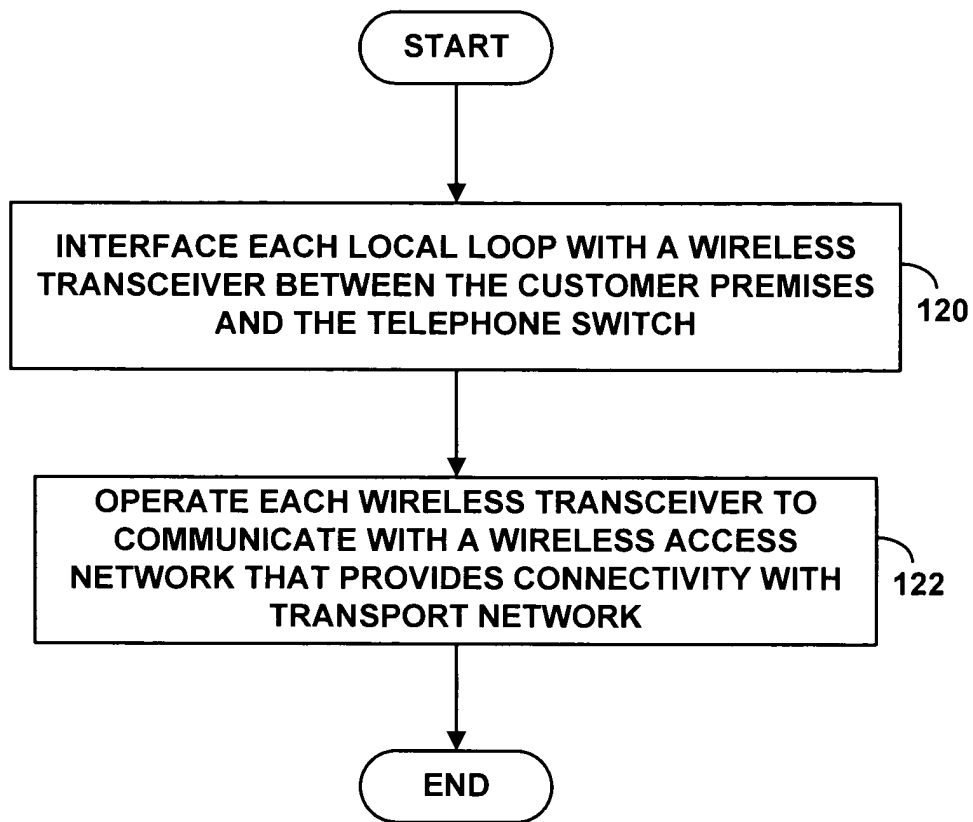 START
INTERFACE EACH LOCAL LOOP WITH A WIRELESS
TRANSCEIVER BETWEEN THE CUSTOMER PREMISES
AND THE TELEPHONE SWITCH
120
OPERATE EACH WIRELESS TRANSCEIVER TO
COMMUNICATE WITH A WIRELESS ACCESS
NETWORK THAT PROVIDES CONNECTIVITY WITH
TRANSPORT NETWORK
122
END